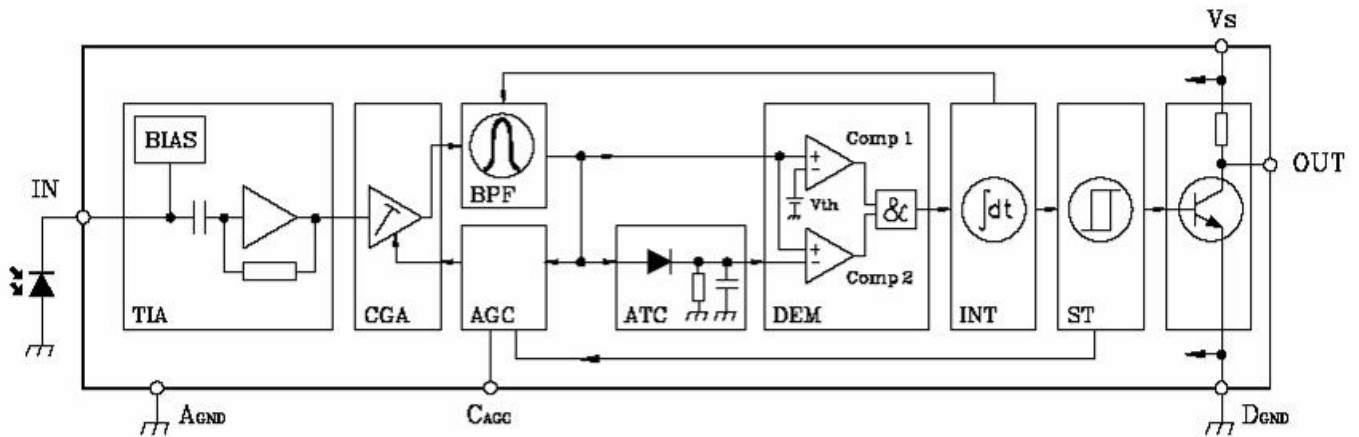 Vs
BIAS
IN
TIA
CGA
BPF
AGC
ATC
Comp 1
+
−
Vth
&
+
−
Comp 2
DEM
∫dt
INT
ST
OUT
AGND
CAGC
DGND